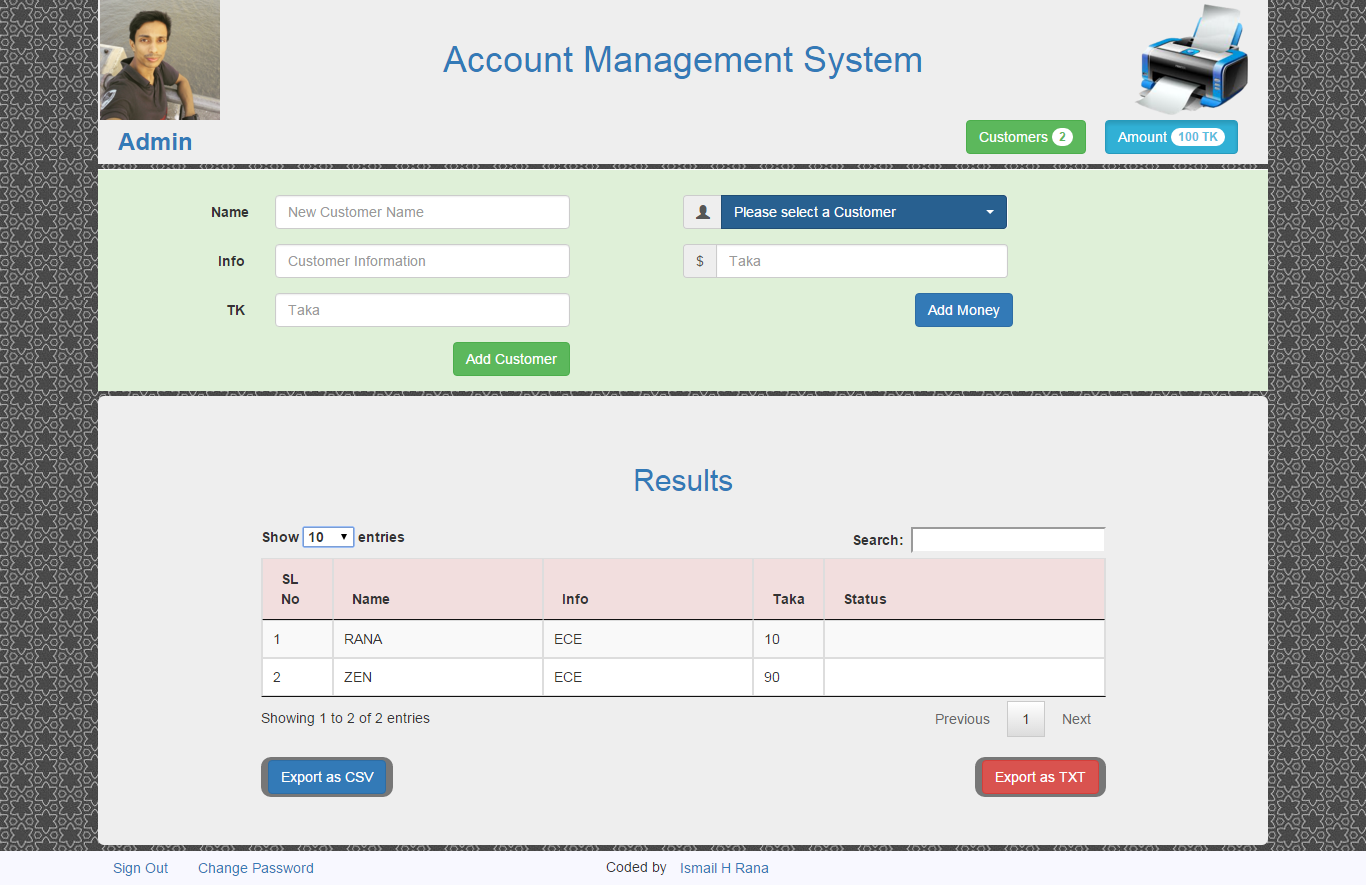 Account Management System
Admin
Customers 2
Amount 100 TK
Name New Customer Name
Please select a Customer
Info Customer Information
$ Taka
TK Taka
Add Money
Add Customer
Results
Show 10 entries
Search:
SL No Name Info Taka Status
1 RANA ECE 10
2 ZEN ECE 90
Showing 1 to 2 of 2 entries
Previous 1 Next
Export as CSV
Export as TXT
Sign Out Change Password Coded by Ismail H Rana